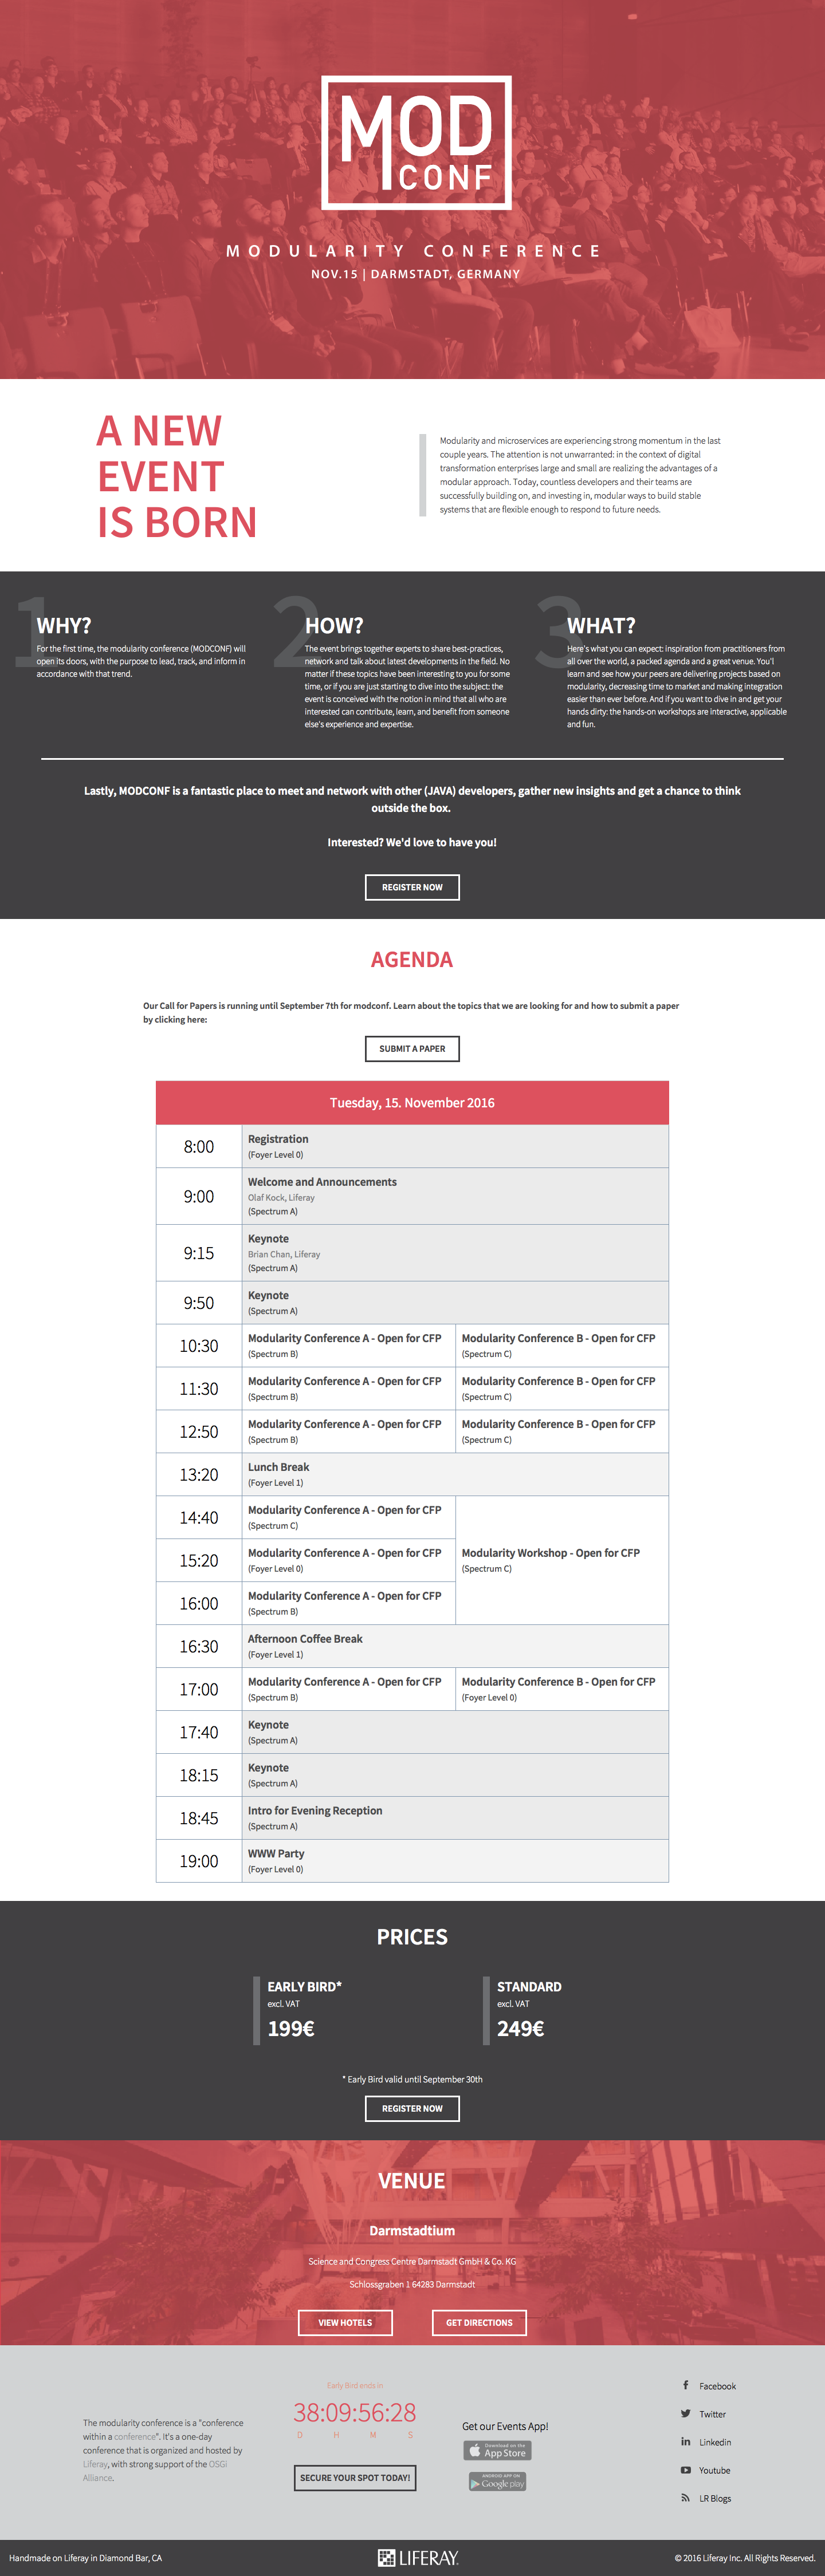 MOD
CONF
MODULARITY CONFERENCE
NOV.15 | DARMSTADT, GERMANY
A NEW
EVENT
IS BORN
Modularity and microservices are experiencing strong momentum in the last
couple years. The attention is not unwarranted: in the context of digital
transformation enterprises large and small are realizing the advantages of a
modular approach. Today, countless developers and their teams are
successfully building on, and investing in, modular ways to build stable
systems that are flexible enough to respond to future needs.
1
WHY?
For the first time, the modularity conference (MODCONF) will
open its doors, with the purpose to lead, track, and inform in
accordance with that trend.
2
HOW?
The event brings together experts to share best-practices,
network and talk about latest developments in the field. No
matter if these topics have been interesting to you for some
time, or if you are just starting to dive into the subject: the
event is conceived with the notion in mind that all who are
interested can contribute, learn, and benefit from someone
else's experience and expertise.
3
WHAT?
Here's what you can expect: inspiration from practitioners from
all over the world, a packed agenda and a great venue. You'l
learn and see how your peers are delivering projects based on
modularity, decreasing time to market and making integration
easier than ever before. And if you want to dive in and get your
hands dirty: the hands-on workshops are interactive, applicable
and fun.
Lastly, MODCONF is a fantastic place to meet and network with other (JAVA) developers, gather new insights and get a chance to think
outside the box.
Interested? We'd love to have you!
REGISTER NOW
AGENDA
Our Call for Papers is running until September 7th for modconf. Learn about the topics that we are looking for and how to submit a paper
by clicking here:
SUBMIT A PAPER
Tuesday, 15. November 2016
8:00
Registration
(Foyer Level 0)
9:00
Welcome and Announcements
Olaf Kock, Liferay
(Spectrum A)
9:15
Keynote
Brian Chan, Liferay
(Spectrum A)
9:50
Keynote
(Spectrum A)
10:30
Modularity Conference A - Open for CFP
(Spectrum B)
Modularity Conference B - Open for CFP
(Spectrum C)
11:30
Modularity Conference A - Open for CFP
(Spectrum B)
Modularity Conference B - Open for CFP
(Spectrum C)
12:50
Modularity Conference A - Open for CFP
(Spectrum B)
Modularity Conference B - Open for CFP
(Spectrum C)
13:20
Lunch Break
(Foyer Level 1)
14:40
Modularity Conference A - Open for CFP
(Spectrum C)
15:20
Modularity Conference A - Open for CFP
(Foyer Level 0)
Modularity Workshop - Open for CFP
(Spectrum C)
16:00
Modularity Conference A - Open for CFP
(Spectrum B)
16:30
Afternoon Coffee Break
(Foyer Level 1)
17:00
Modularity Conference A - Open for CFP
(Spectrum B)
Modularity Conference B - Open for CFP
(Foyer Level 0)
17:40
Keynote
(Spectrum A)
18:15
Keynote
(Spectrum A)
18:45
Intro for Evening Reception
(Spectrum A)
19:00
WWW Party
(Foyer Level 0)
PRICES
EARLY BIRD*
excl. VAT
199€
STANDARD
excl. VAT
249€
* Early Bird valid until September 30th
REGISTER NOW
VENUE
Darmstadtium
Science and Congress Centre Darmstadt GmbH & Co. KG
Schlossgraben 1 64283 Darmstadt
VIEW HOTELS
GET DIRECTIONS
The modularity conference is a "conference
within a conference". It's a one-day
conference that is organized and hosted by
Liferay, with strong support of the OSGi
Alliance.
Early Bird ends in
38:09:56:28
D H M S
SECURE YOUR SPOT TODAY!
Get our Events App!
Download on the
App Store
ANDROID APP ON
Google play
Facebook
Twitter
Linkedin
Youtube
LR Blogs
Handmade on Liferay in Diamond Bar, CA
LIFERAY
© 2016 Liferay Inc. All Rights Reserved.